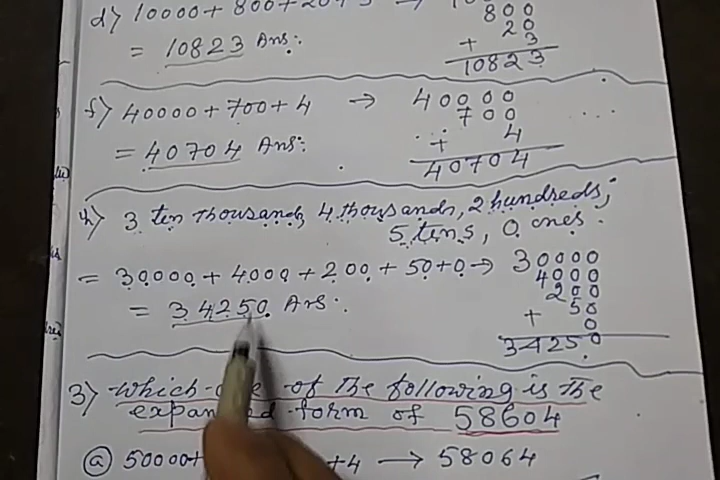 d) 10000 + 800 + 20 + 3 →
800
20
= 10823 Ans:
+ 3
10823
f) 40000 + 700 + 4 → 40000
700
+ 4
= 40704 Ans:
40704
h) 3 ten thousands, 4 thousands, 2 hundreds,
5 tens, 0 ones.
= 30000 + 4000 + 200 + 50 + 0 → 30000
4000
200
= 34250 Ans:
+ 50
0
34250
3) Which one of the following is the
expanded form of 58604
(a) 50000+ +4 → 58064